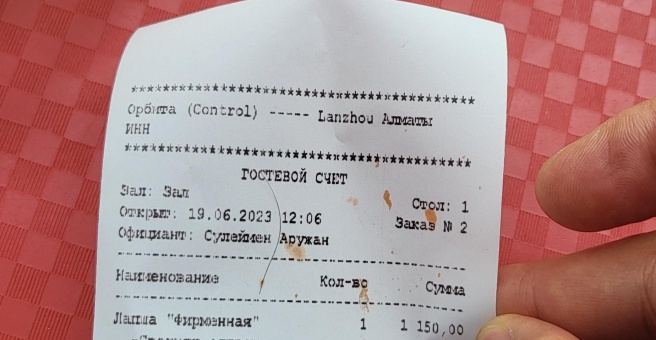 ************************************************
Орбита (Control) ----- Lanzhou Алматы
ИНН
************************************************
ГОСТЕВОЙ СЧЕТ
Зал: Зал
Стол: 1
Открыт: 19.06.2023 12:06
Заказ № 2
Официант: Сулеймен Аружан
Наименование Кол-во Сумма
Лапша "фирменная" 1 1 150,00